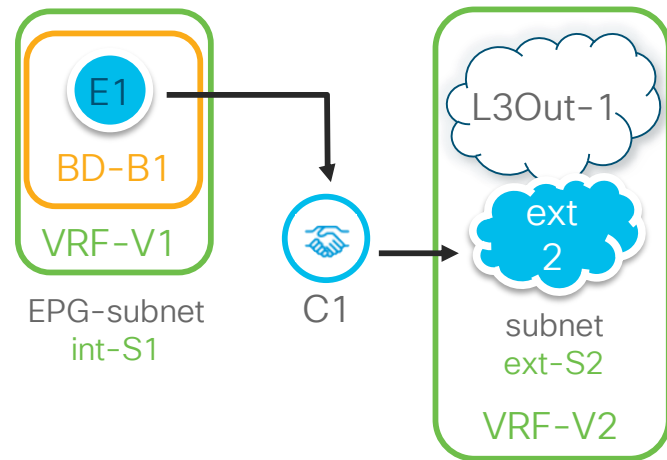 E1
BD-B1
VRF-V1
EPG-subnet
int-S1
C1
L3Out-1
ext
2
subnet
ext-S2
VRF-V2